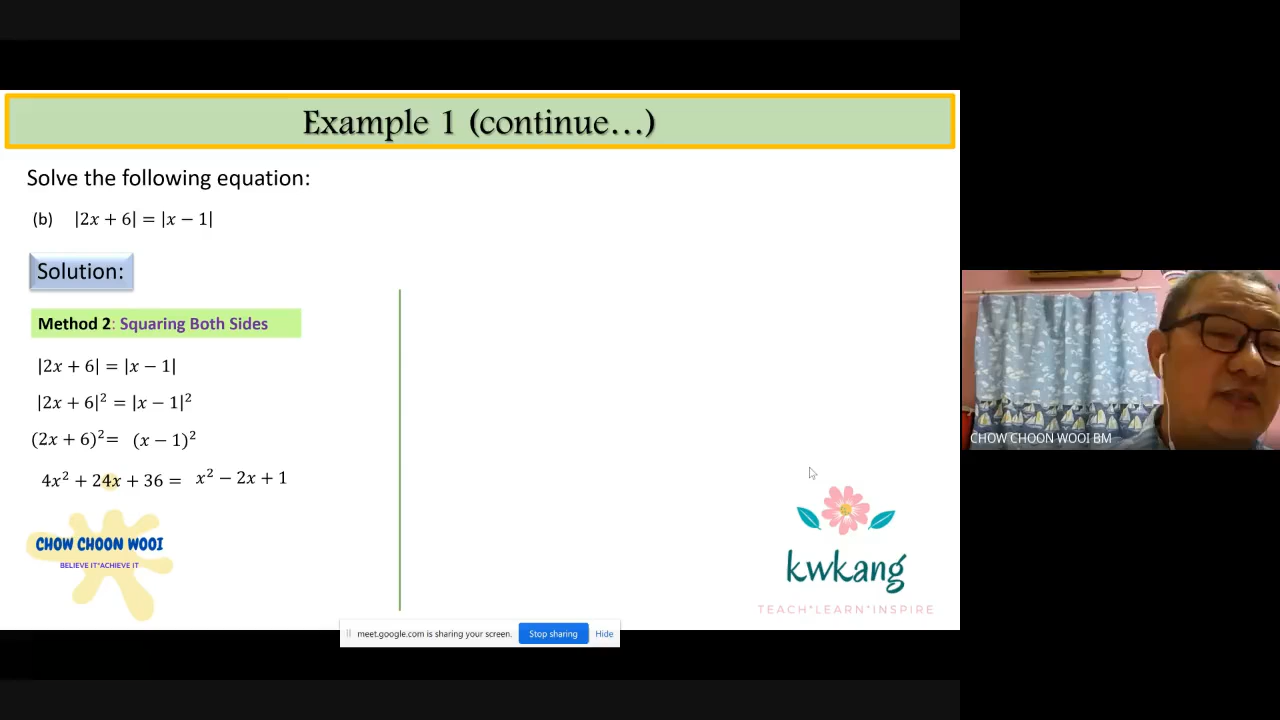 Example 1 (continue...)
Solve the following equation:
(b) |2x + 6| = |x − 1|
Solution:
Method 2: Squaring Both Sides
|2x + 6| = |x − 1|
|2x + 6|² = |x − 1|²
(2x + 6)² = (x − 1)²
4x² + 24x + 36 = x² − 2x + 1
CHOW CHOON WOOI
BELIEVE IT*ACHIEVE IT
kwkang
TEACH*LEARN*INSPIRE
meet.google.com is sharing your screen. Stop sharing Hide
CHOW CHOON WOOI BM